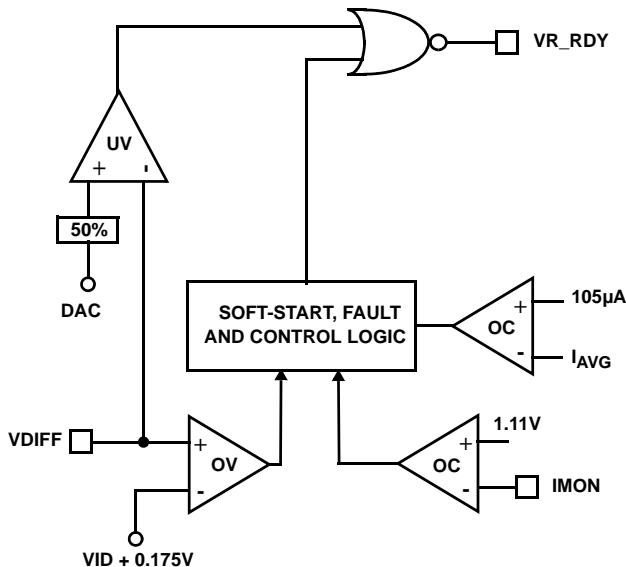 VR_RDY
UV
+ -
50%
DAC
SOFT-START, FAULT
AND CONTROL LOGIC
+
OC
-
105µA
IAVG
VDIFF
+
OV
-
VID + 0.175V
+
OC
-
1.11V
IMON